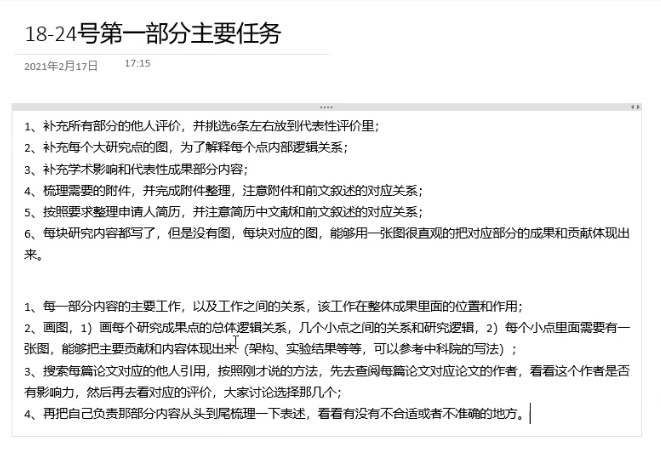 18-24号第一部分主要任务
2021年2月17日 17:15
1、补充所有部分的他人评价，并挑选6条左右放到代表性评价里；
2、补充每个大研究点的图，为了解释每个点内部逻辑关系；
3、补充学术影响和代表性成果部分内容；
4、梳理需要的附件，并完成附件整理，注意附件和前文叙述的对应关系；
5、按照要求整理申请人简历，并注意简历中文献和前文叙述的对应关系；
6、每块研究内容都写了，但是没有图，每块对应的图，能够用一张图很直观的把对应部分的成果和贡献体现出
来。
1、每一部分内容的主要工作，以及工作之间的关系，该工作在整体成果里面的位置和作用；
2、画图，1）画每个研究成果点的总体逻辑关系，几个小点之间的关系和研究逻辑，2）每个小点里面需要有一
张图，能够把主要贡献和内容体现出来（架构、实验结果等等，可以参考中科院的写法）；
3、搜索每篇论文对应的他人引用，按照刚才说的方法，先去查阅每篇论文对应论文的作者，看看这个作者是否
有影响力，然后再去看对应的评价，大家讨论选择那几个；
4、再把自己负责那部分内容从头到尾梳理一下表述，看看有没有不合适或者不准确的地方。